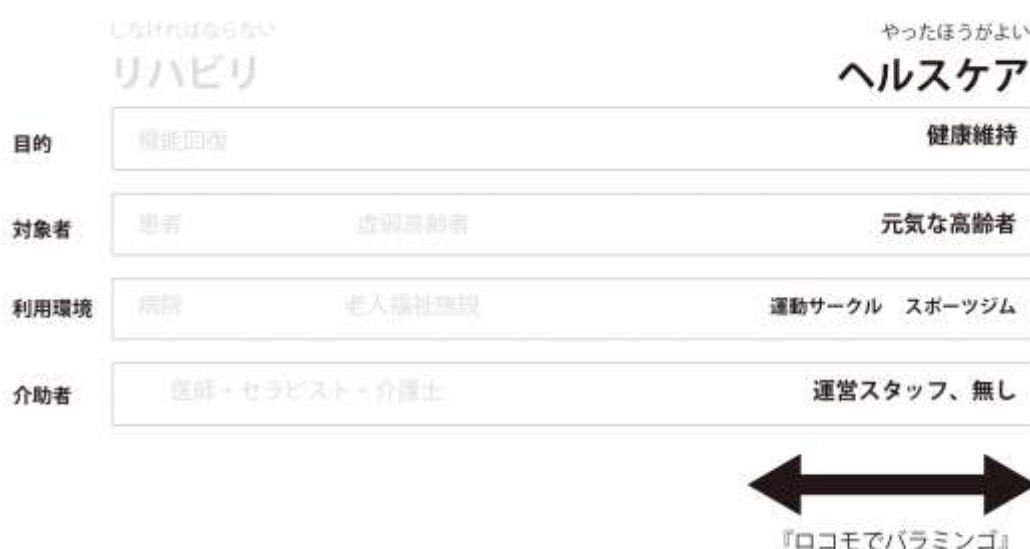 しなければならない やったほうがよい
リハビリ ヘルスケア
目的 機能回復 健康維持
対象者 患者 虚弱高齢者 元気な高齢者
利用環境 病院 老人福祉施設 運動サークル スポーツジム
介助者 医師・セラピスト・介護士 運営スタッフ、無し
『ロコモでバラミンゴ』